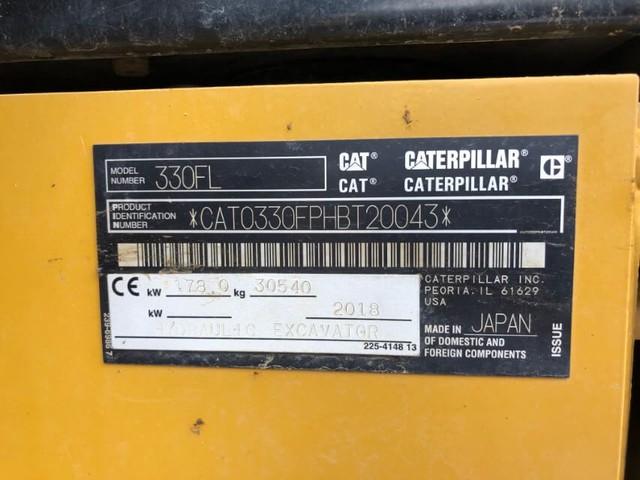 MODEL NUMBER 330FL
CAT® CATERPILLAR®
CAT® CATERPILLAR®
PRODUCT IDENTIFICATION NUMBER *CAT0330FPHBT20043*
CE kW 178.0 kg 30540
kW 2018
HYDRAULIC EXCAVATOR
225-4148 13
CATERPILLAR INC.
PEORIA, IL 61629
USA
MADE IN JAPAN
OF DOMESTIC AND
FOREIGN COMPONENTS
ISSUE